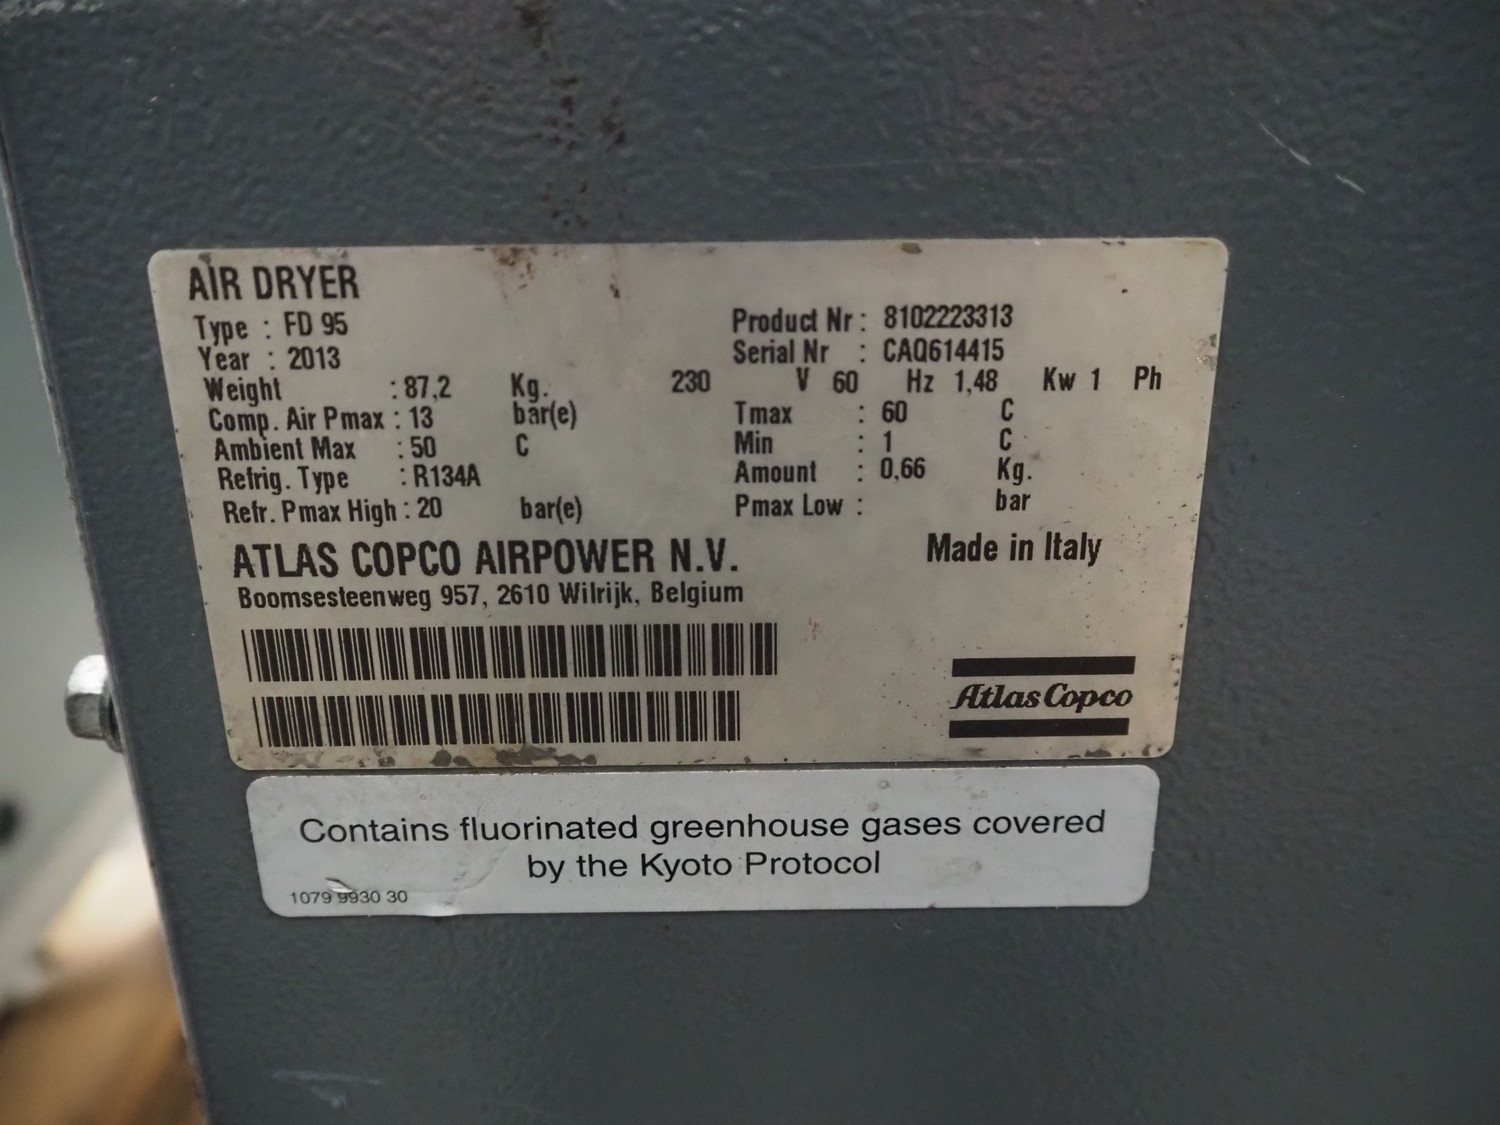 AIR DRYER
Type : FD 95
Product Nr : 8102223313
Year : 2013
Serial Nr : CAQ614415
Weight : 87,2 Kg. 230 V 60 Hz 1,48 Kw 1 Ph
Comp. Air Pmax : 13 bar(e) Tmax : 60 C
Ambient Max : 50 C Min : 1 C
Refrig. Type : R134A Amount : 0,66 Kg.
Refr. Pmax High : 20 bar(e) Pmax Low : bar
ATLAS COPCO AIRPOWER N.V.
Made in Italy
Boomsesteenweg 957, 2610 Wilrijk, Belgium
Atlas Copco
Contains fluorinated greenhouse gases covered
by the Kyoto Protocol
1079 9930 30